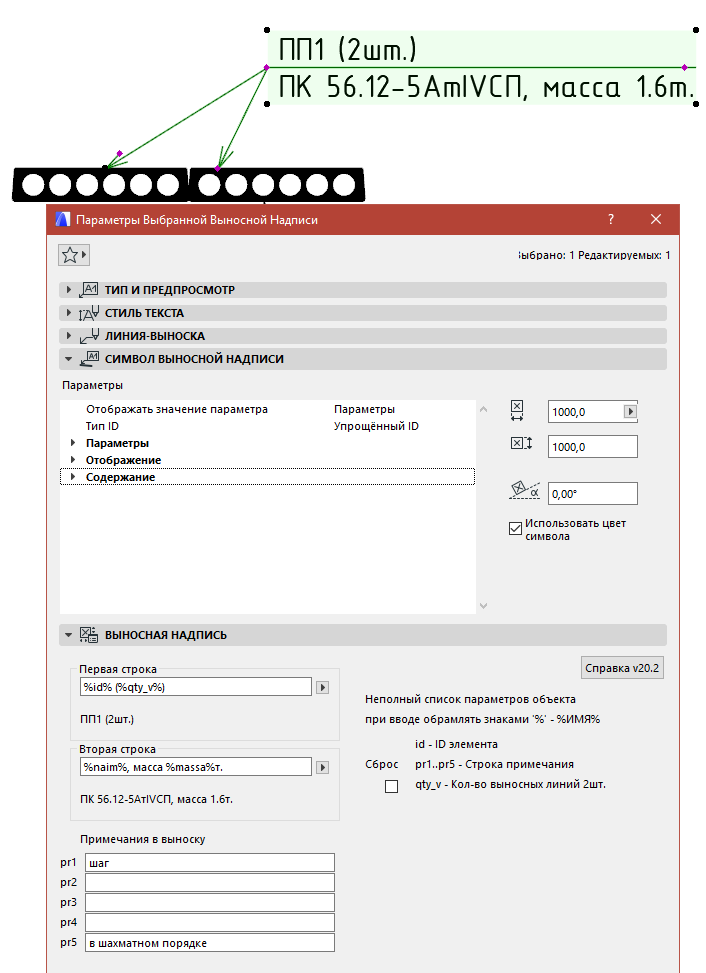 ПП1 (2шт.)
ПК 56.12-5АтIVСП, масса 1.6т.
Параметры Выбранной Выносной Надписи
?
Выбрано: 1 Редактируемых: 1
ТИП И ПРЕДПРОСМОТР
СТИЛЬ ТЕКСТА
ЛИНИЯ-ВЫНОСКА
СИМВОЛ ВЫНОСНОЙ НАДПИСИ
Параметры
Отображать значение параметра Параметры
Тип ID Упрощённый ID
Параметры
Отображение
Содержание
1000,0
1000,0
α 0,00°
Использовать цвет
символа
ВЫНОСНАЯ НАДПИСЬ
Справка v20.2
Первая строка
%id% (%qty_v%)
ПП1 (2шт.)
Вторая строка
%naim%, масса %massa%т.
ПК 56.12-5АтIVСП, масса 1.6т.
Неполный список параметров объекта
при вводе обрамлять знаками '%' - %ИМЯ%
id - ID элемента
Сброс pr1..pr5 - Строка примечания
qty_v - Кол-во выносных линий 2шт.
Примечания в выноску
pr1 шаг
pr2
pr3
pr4
pr5 в шахматном порядке